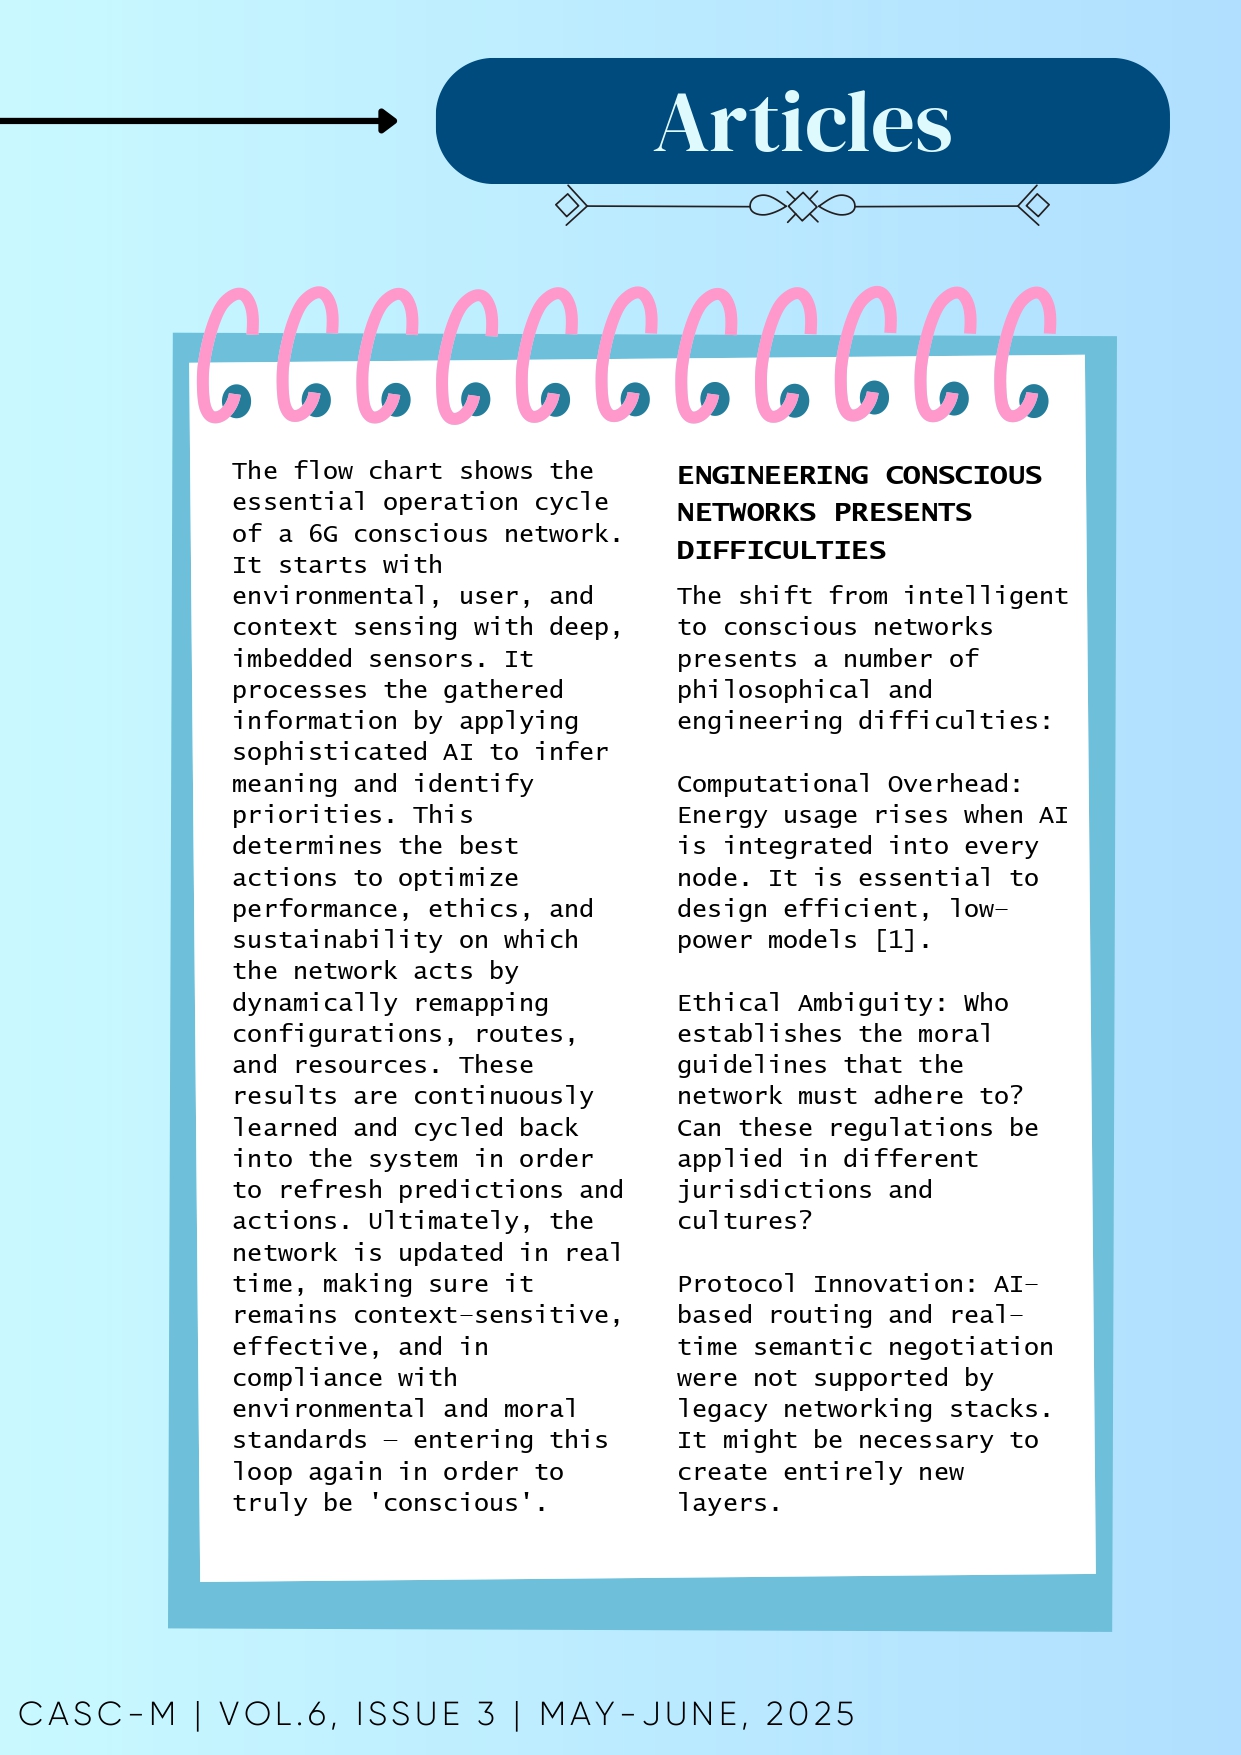 Articles
The flow chart shows the
essential operation cycle
of a 6G conscious network.
It starts with
environmental, user, and
context sensing with deep,
imbedded sensors. It
processes the gathered
information by applying
sophisticated AI to infer
meaning and identify
priorities. This
determines the best
actions to optimize
performance, ethics, and
sustainability on which
the network acts by
dynamically remapping
configurations, routes,
and resources. These
results are continuously
learned and cycled back
into the system in order
to refresh predictions and
actions. Ultimately, the
network is updated in real
time, making sure it
remains context-sensitive,
effective, and in
compliance with
environmental and moral
standards – entering this
loop again in order to
truly be 'conscious'.
ENGINEERING CONSCIOUS
NETWORKS PRESENTS
DIFFICULTIES
The shift from intelligent
to conscious networks
presents a number of
philosophical and
engineering difficulties:
Computational Overhead:
Energy usage rises when AI
is integrated into every
node. It is essential to
design efficient, low-
power models [1].
Ethical Ambiguity: Who
establishes the moral
guidelines that the
network must adhere to?
Can these regulations be
applied in different
jurisdictions and
cultures?
Protocol Innovation: AI-
based routing and real-
time semantic negotiation
were not supported by
legacy networking stacks.
It might be necessary to
create entirely new
layers.
CASC-M | VOL.6, ISSUE 3 | MAY-JUNE, 2025